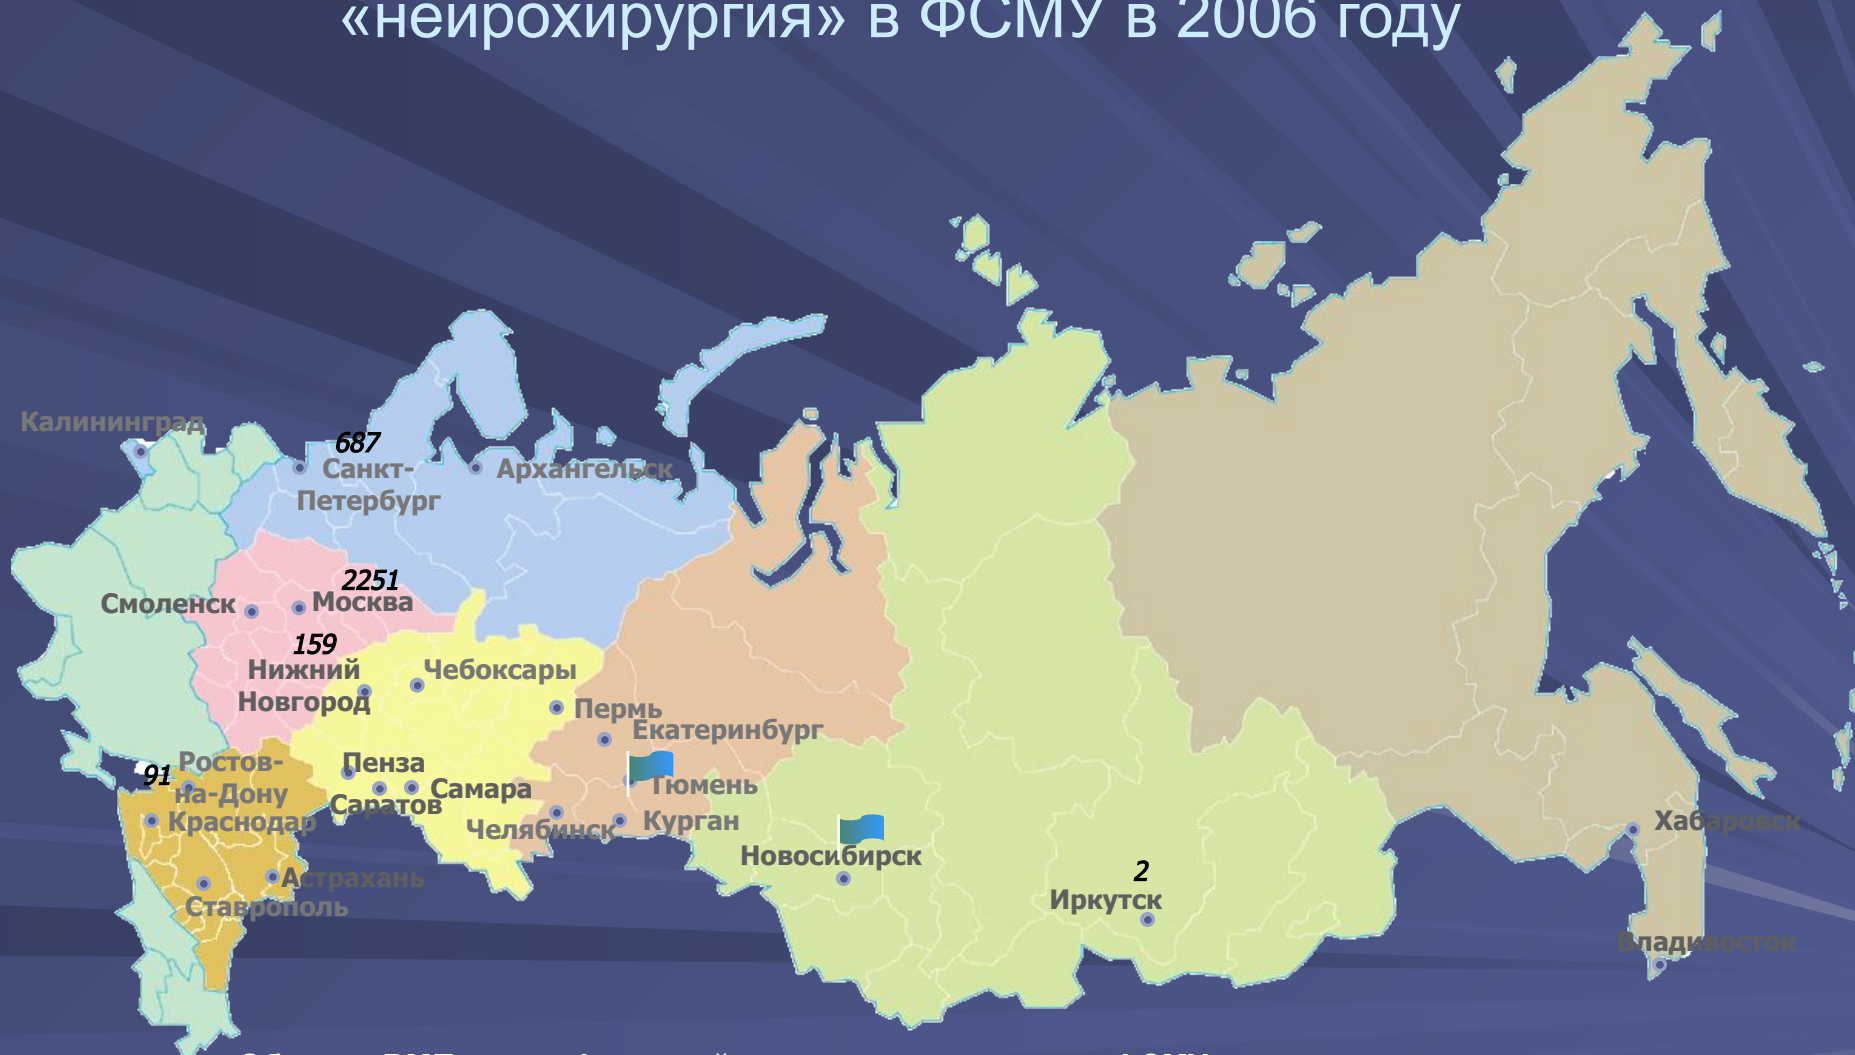 «нейрохирургия» в ФСМУ в 2006 году
Калининград
687
Санкт-
Петербург
Архангельск
2251
Смоленск
Москва
159
Нижний
Новгород
Чебоксары
Пермь
Екатеринбург
Ростов-
на-Дону
91
Пенза
Самара
Саратов
Тюмень
Краснодар
Челябинск
Курган
Хабаровск
Новосибирск
Астрахань
2
Иркутск
Ставрополь
Владивосток